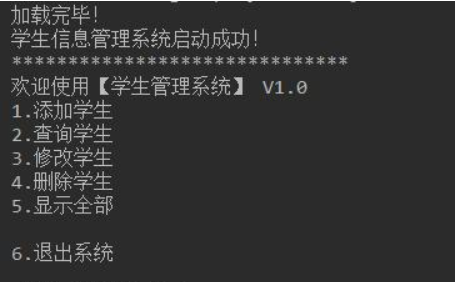 加载完毕!
学生信息管理系统启动成功!
******************************
欢迎使用【学生管理系统】 V1.0
1.添加学生
2.查询学生
3.修改学生
4.删除学生
5.显示全部
6.退出系统